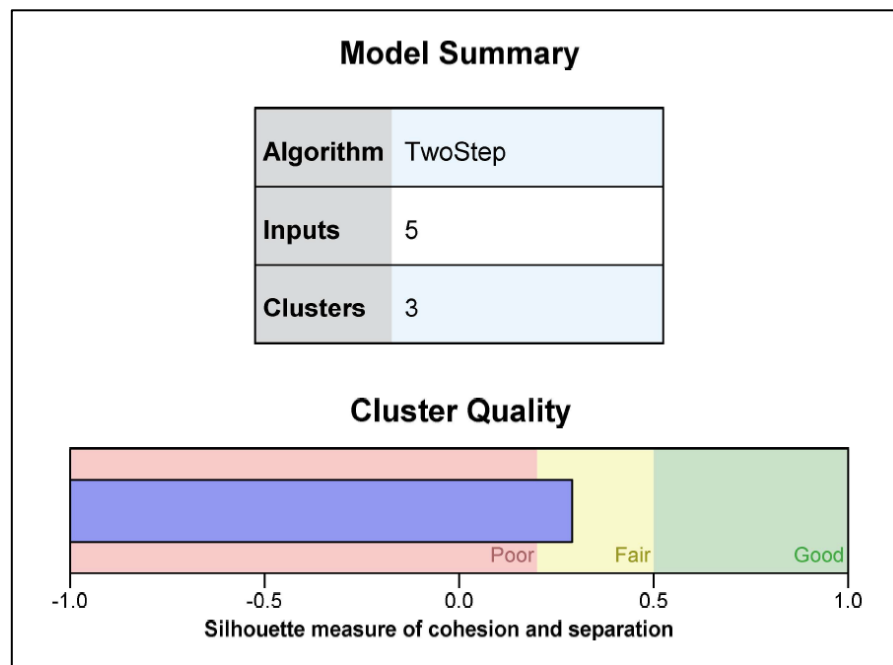 Model Summary
Algorithm TwoStep
Inputs 5
Clusters 3
Cluster Quality
Poor Fair Good
-1.0 -0.5 0.0 0.5 1.0
Silhouette measure of cohesion and separation